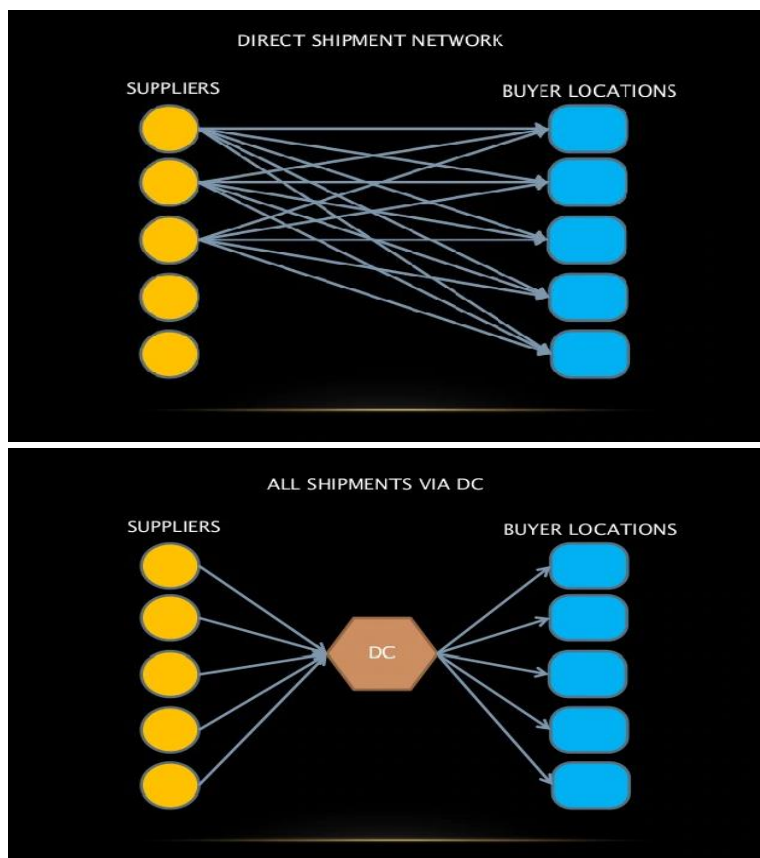 DIRECT SHIPMENT NETWORK
SUPPLIERS
BUYER LOCATIONS
ALL SHIPMENTS VIA DC
SUPPLIERS
BUYER LOCATIONS
DC